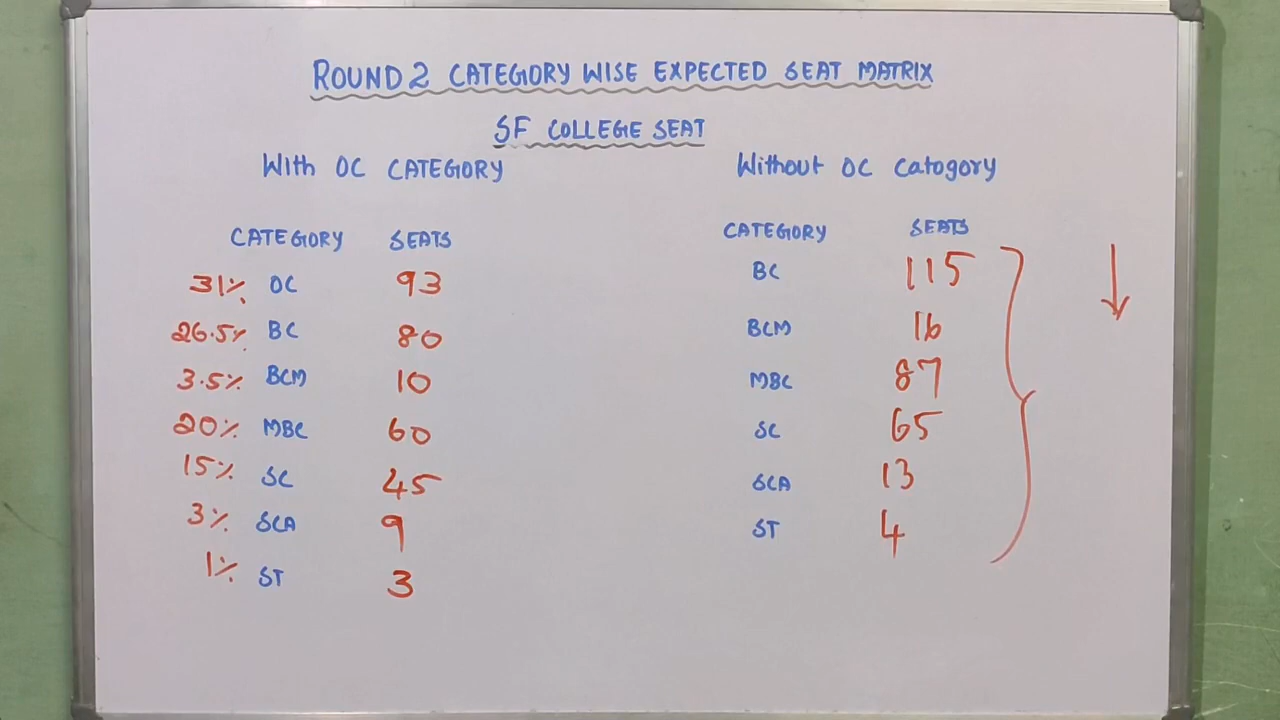 ROUND 2 CATEGORY WISE EXPECTED SEAT MATRIX
SF COLLEGE SEAT
With OC CATEGORY
CATEGORY SEATS
31% OC 93
26.5% BC 80
3.5% BCM 10
20% MBC 60
15% SC 45
3% SCA 9
1% ST 3
Without OC Catogory
CATEGORY SEATS
BC 115
BCM 16
MBC 87
SC 65
SCA 13
ST 4